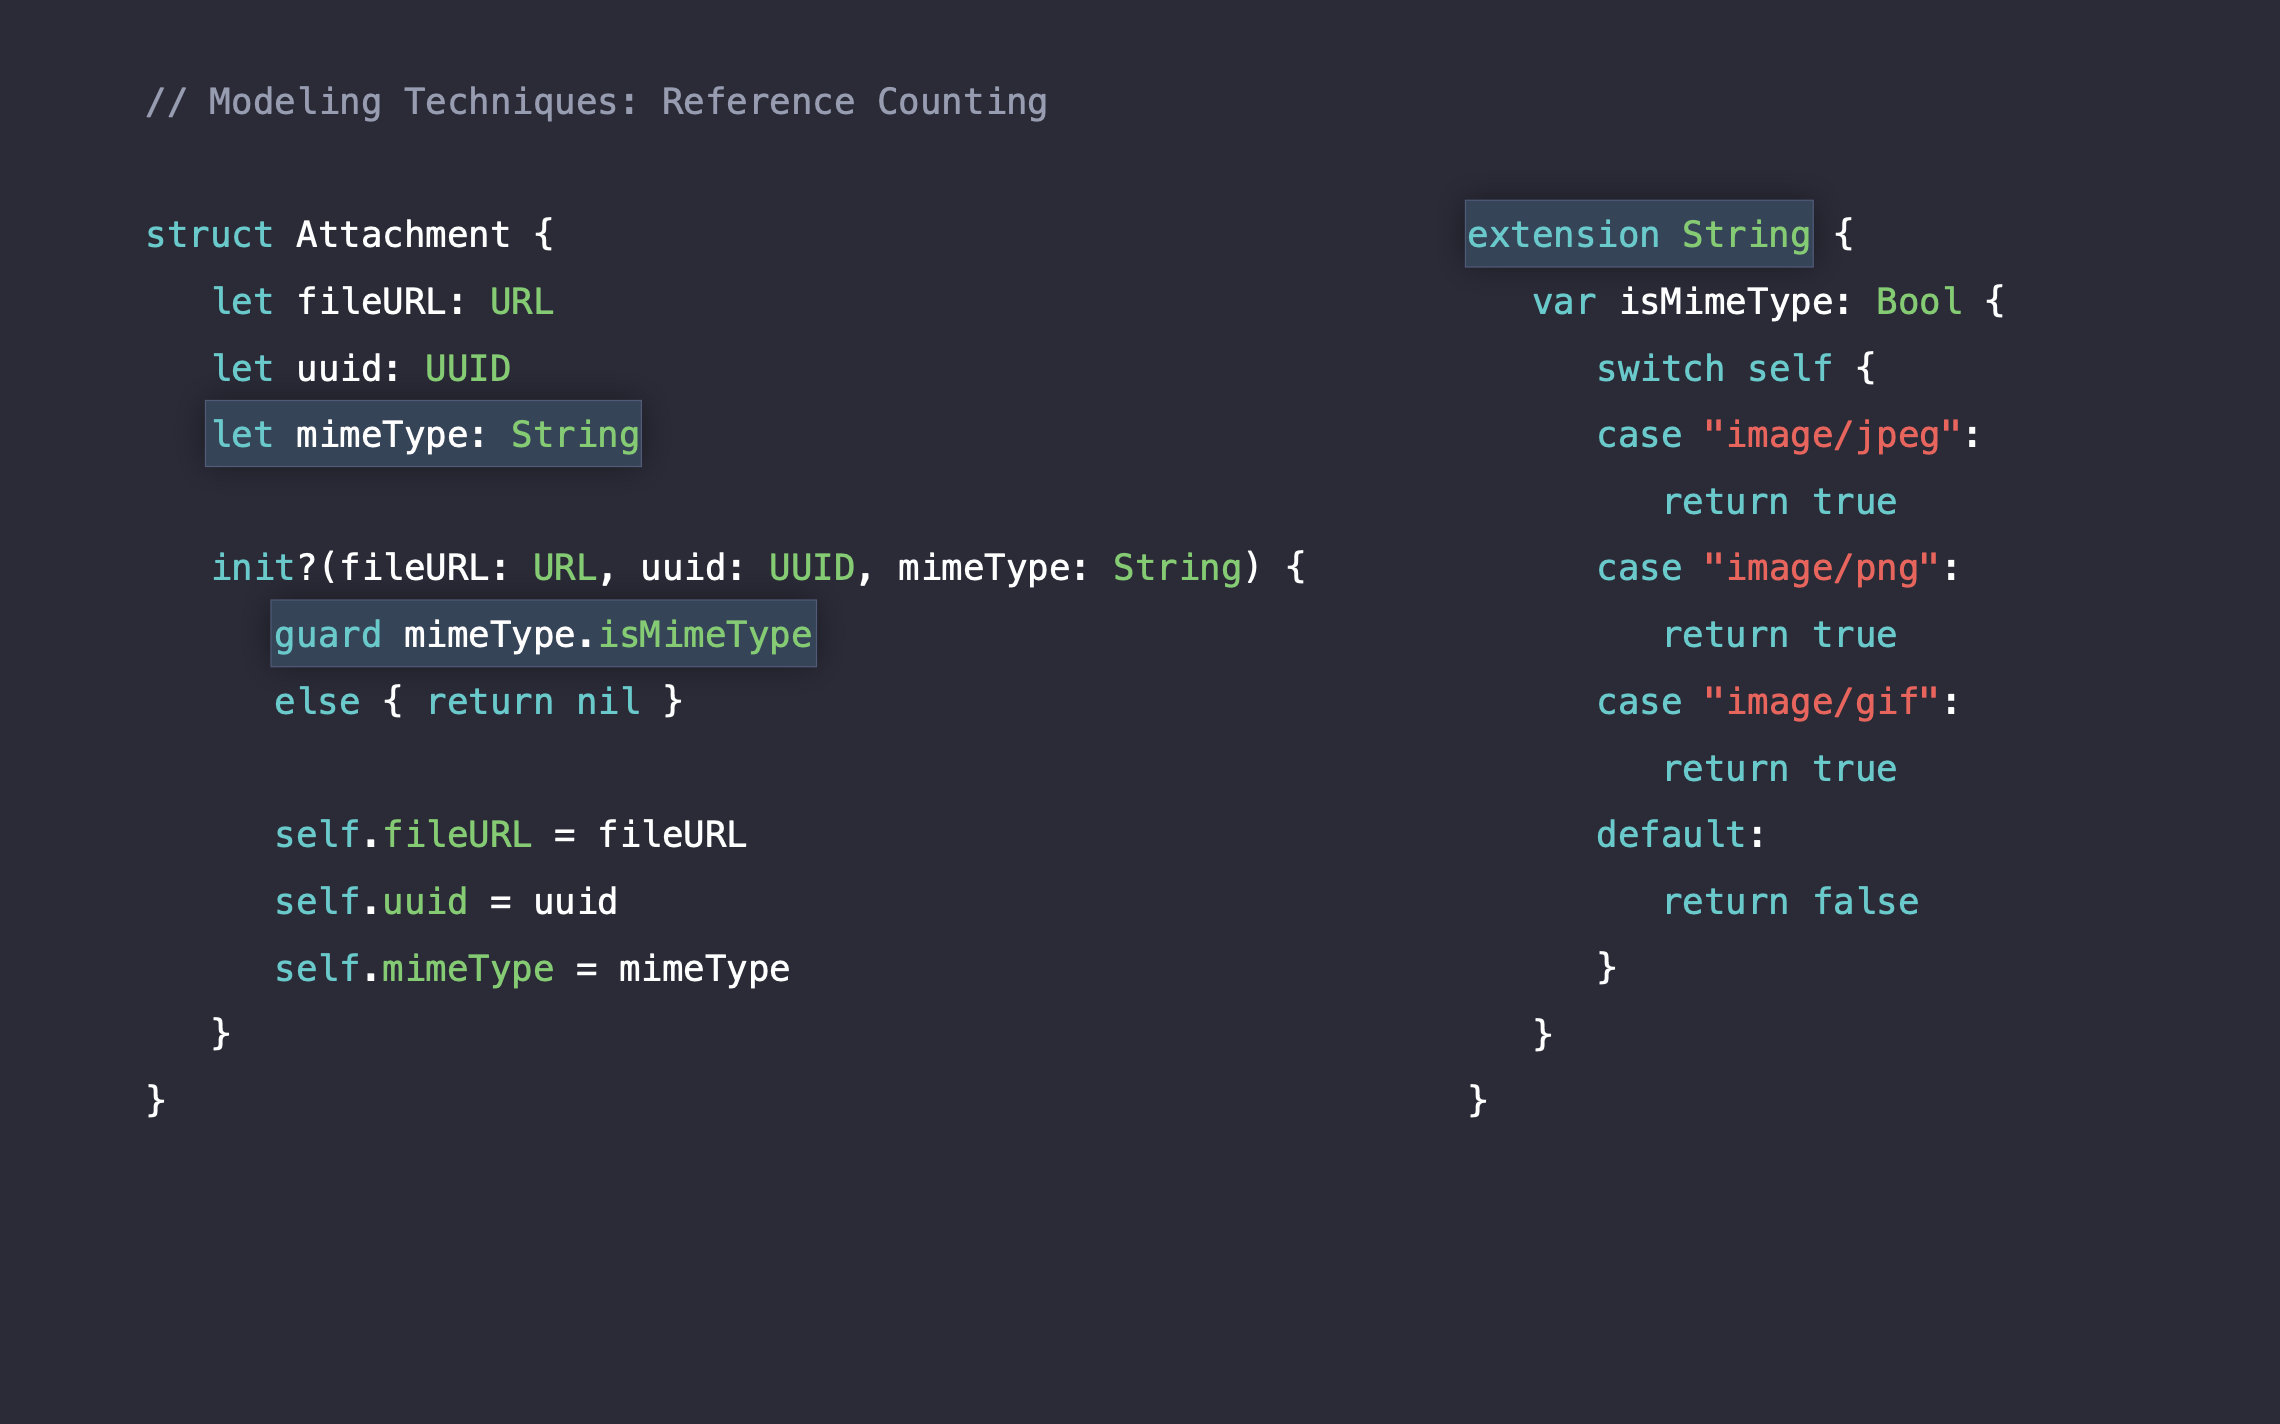 // Modeling Techniques: Reference Counting
struct Attachment {
let fileURL: URL
let uuid: UUID
let mimeType: String
init?(fileURL: URL, uuid: UUID, mimeType: String) {
guard mimeType.isMimeType
else { return nil }
self.fileURL = fileURL
self.uuid = uuid
self.mimeType = mimeType
}
}
extension String {
var isMimeType: Bool {
switch self {
case "image/jpeg":
return true
case "image/png":
return true
case "image/gif":
return true
default:
return false
}
}
}